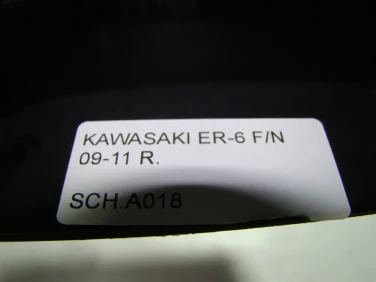 KAWASAKI ER-6 F/N
09-11 R.
SCH.A018